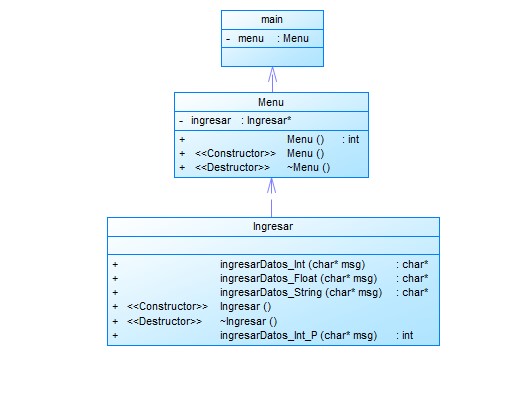 main
- menu : Menu
Menu
- ingresar : Ingresar*
+ Menu () : int
+ <<Constructor>> Menu ()
+ <<Destructor>> ~Menu ()
Ingresar
+ ingresarDatos_Int (char* msg) : char*
+ ingresarDatos_Float (char* msg) : char*
+ ingresarDatos_String (char* msg) : char*
+ <<Constructor>> Ingresar ()
+ <<Destructor>> ~Ingresar ()
+ ingresarDatos_Int_P (char* msg) : int